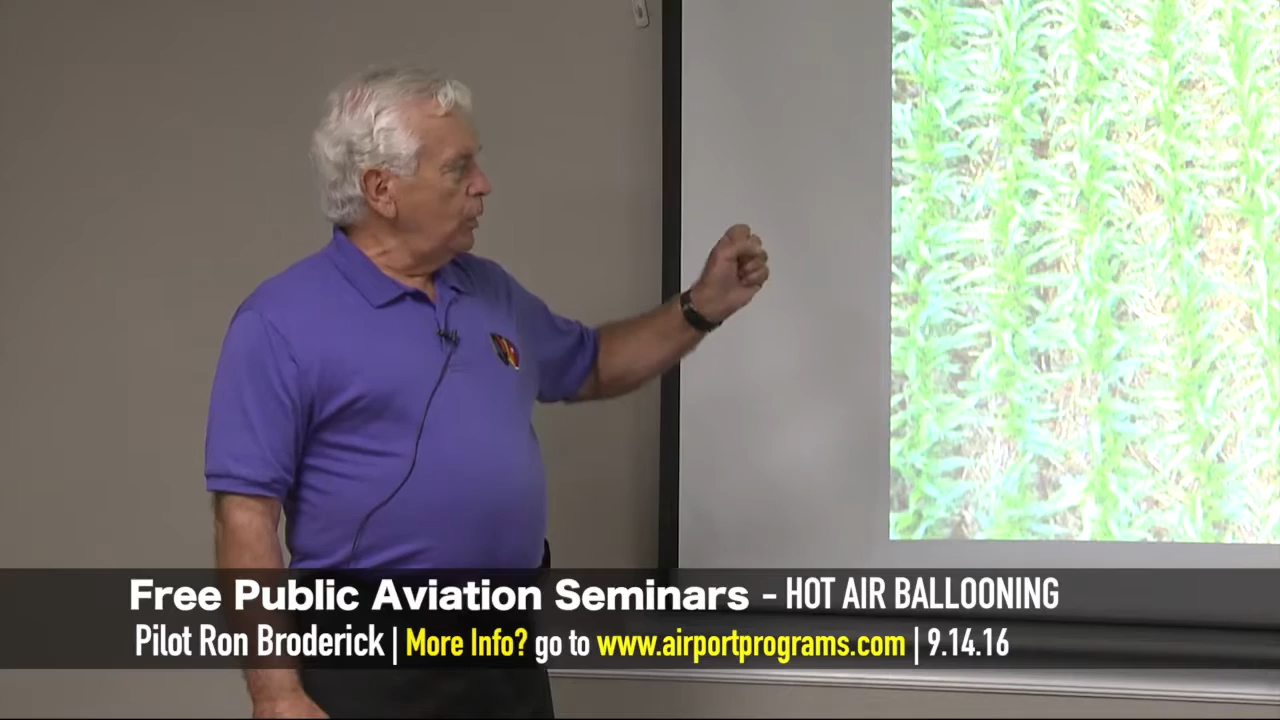 Free Public Aviation Seminars – HOT AIR BALLOONING
Pilot Ron Broderick | More Info? go to www.airportprograms.com | 9.14.16